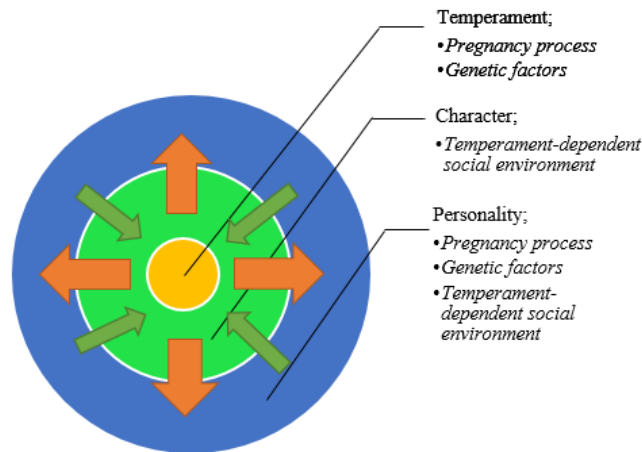 Temperament;
•Pregnancy process
•Genetic factors
Character;
•Temperament-dependent
social environment
Personality;
•Pregnancy process
•Genetic factors
•Temperament-
dependent social
environment